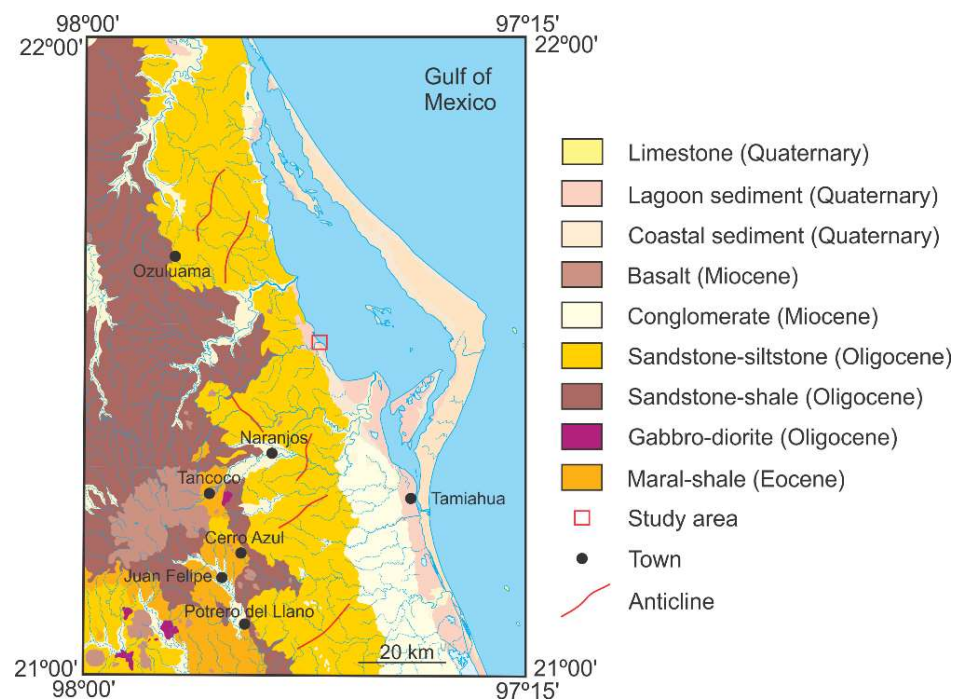 98º00'
97º15'
22º00'
22º00'
Gulf of
Mexico
Ozuluama
Naranjos
Tancoco
Tamiahua
Cerro Azul
Juan Felipe
Potrero del Llano
20 km
21º00'
21º00'
98º00'
97º15'
Limestone (Quaternary)
Lagoon sediment (Quaternary)
Coastal sediment (Quaternary)
Basalt (Miocene)
Conglomerate (Miocene)
Sandstone-siltstone (Oligocene)
Sandstone-shale (Oligocene)
Gabbro-diorite (Oligocene)
Maral-shale (Eocene)
Study area
Town
Anticline